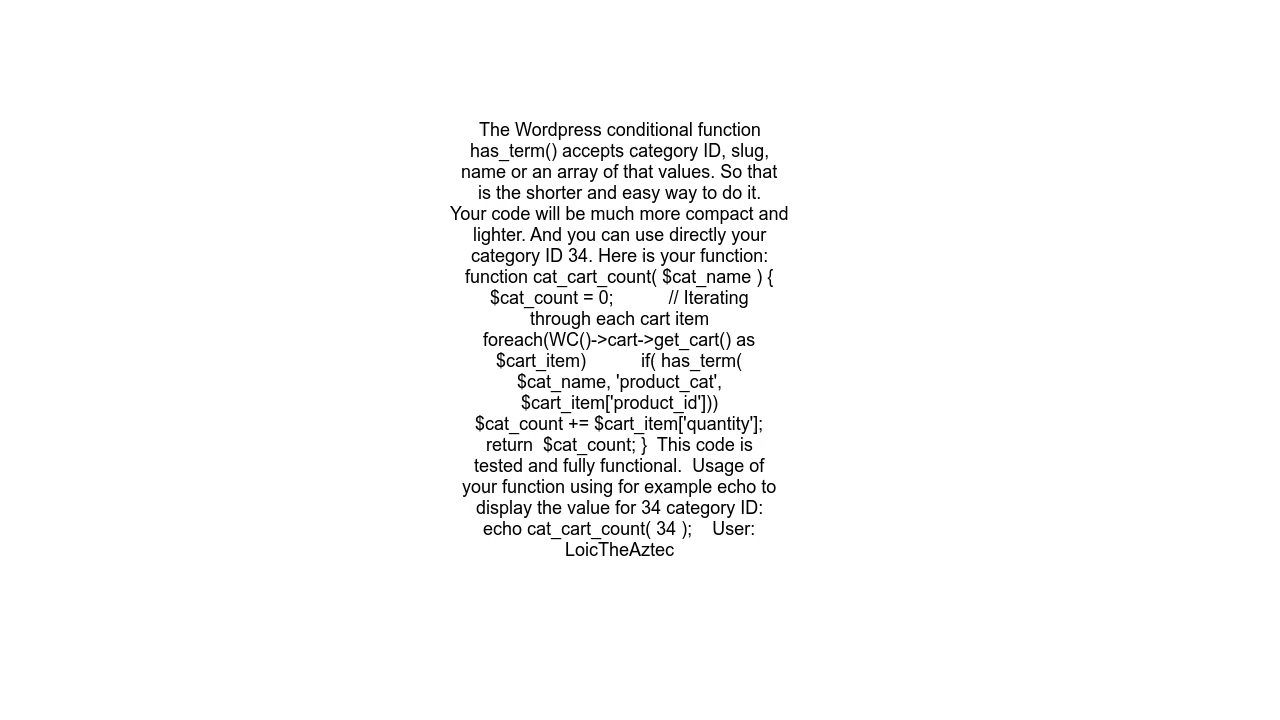 The Wordpress conditional function
has_term() accepts category ID, slug,
name or an array of that values. So that
is the shorter and easy way to do it.
Your code will be much more compact and
lighter. And you can use directly your
category ID 34. Here is your function:
function cat_cart_count( $cat_name ) {
$cat_count = 0;           // Iterating
through each cart item
foreach(WC()->cart->get_cart() as
$cart_item)           if( has_term(
$cat_name, 'product_cat',
$cart_item['product_id']))
$cat_count += $cart_item['quantity'];
return  $cat_count; }  This code is
tested and fully functional.  Usage of
your function using for example echo to
display the value for 34 category ID:
echo cat_cart_count( 34 );    User:
LoicTheAztec